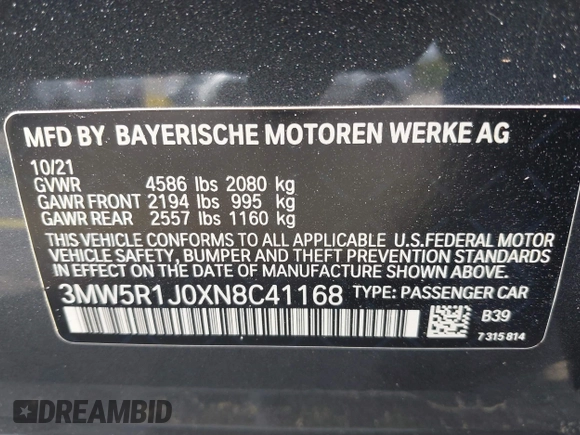 MFD BY BAYERISCHE MOTOREN WERKE AG
10/21
GVWR 4586 lbs 2080 kg
GAWR FRONT 2194 lbs 995 kg
GAWR REAR 2557 lbs 1160 kg
THIS VEHICLE CONFORMS TO ALL APPLICABLE U.S.FEDERAL MOTOR
VEHICLE SAFETY, BUMPER AND THEFT PREVENTION STANDARDS
IN EFFECT ON THE DATE OF MANUFACTURE SHOWN ABOVE.
3MW5R1J0XN8C41168 TYPE: PASSENGER CAR
B39
7 315 814
DREAMBID